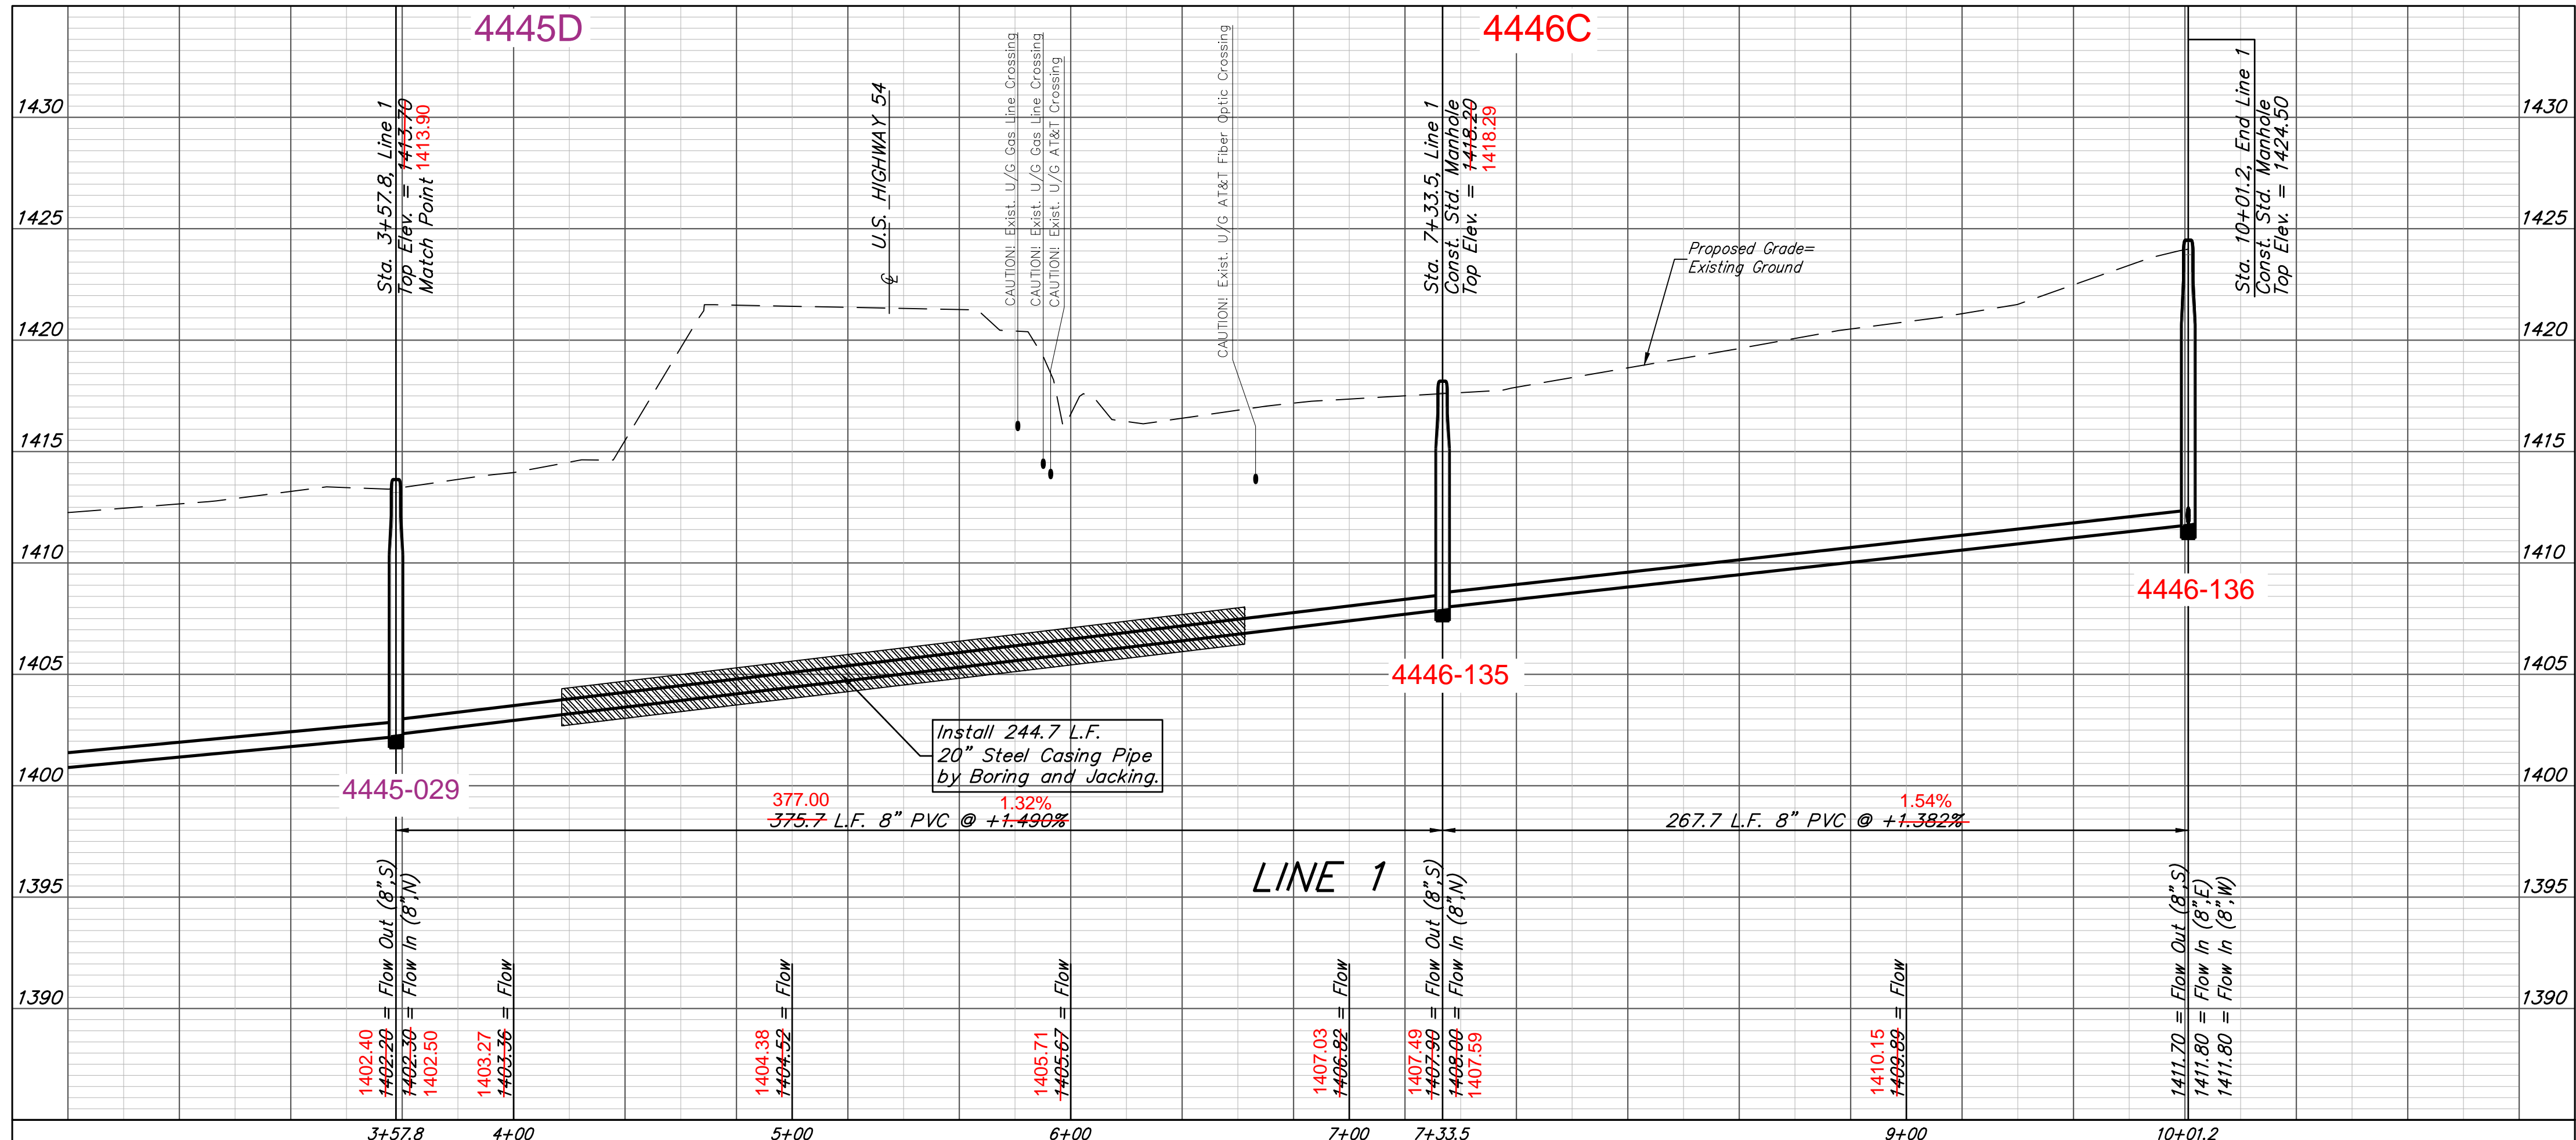 4445D
4446C
1430
1425
1420
1415
1410
1405
1400
1395
1390
1430
1425
1420
1415
1410
1405
1400
1395
1390
Sta. 3+57.8, Line 1
Top Elev. = 1413.70
1413.90
Match Point
℄ U.S. HIGHWAY 54
CAUTION! Exist. U/G Gas Line Crossing
CAUTION! Exist. U/G Gas Line Crossing
CAUTION! Exist. U/G AT&T Crossing
CAUTION! Exist. U/G AT&T Fiber Optic Crossing
Sta. 7+33.5, Line 1
Const. Std. Manhole
Top Elev. = 1418.20
1418.29
Proposed Grade=
Existing Ground
Sta. 10+01.2, End Line 1
Const. Std. Manhole
Top Elev. = 1424.50
4446-136
4446-135
4445-029
Install 244.7 L.F.
20" Steel Casing Pipe
by Boring and Jacking.
377.00
1.32%
375.7 L.F. 8" PVC @ +1.490%
1.54%
267.7 L.F. 8" PVC @ +1.382%
LINE 1
1402.40
1402.20 = Flow Out (8",S)
1402.30 = Flow In (8",N)
1402.50
1403.27
1403.36 = Flow
1404.38
1404.52 = Flow
1405.71
1405.67 = Flow
1407.03
1406.82 = Flow
1407.49
1407.90 = Flow Out (8",S)
1408.00 = Flow In (8",N)
1407.59
1410.15
1409.89 = Flow
1411.70 = Flow Out (8",S)
1411.80 = Flow In (8",E)
1411.80 = Flow In (8",W)
3+57.8
4+00
5+00
6+00
7+00
7+33.5
9+00
10+01.2